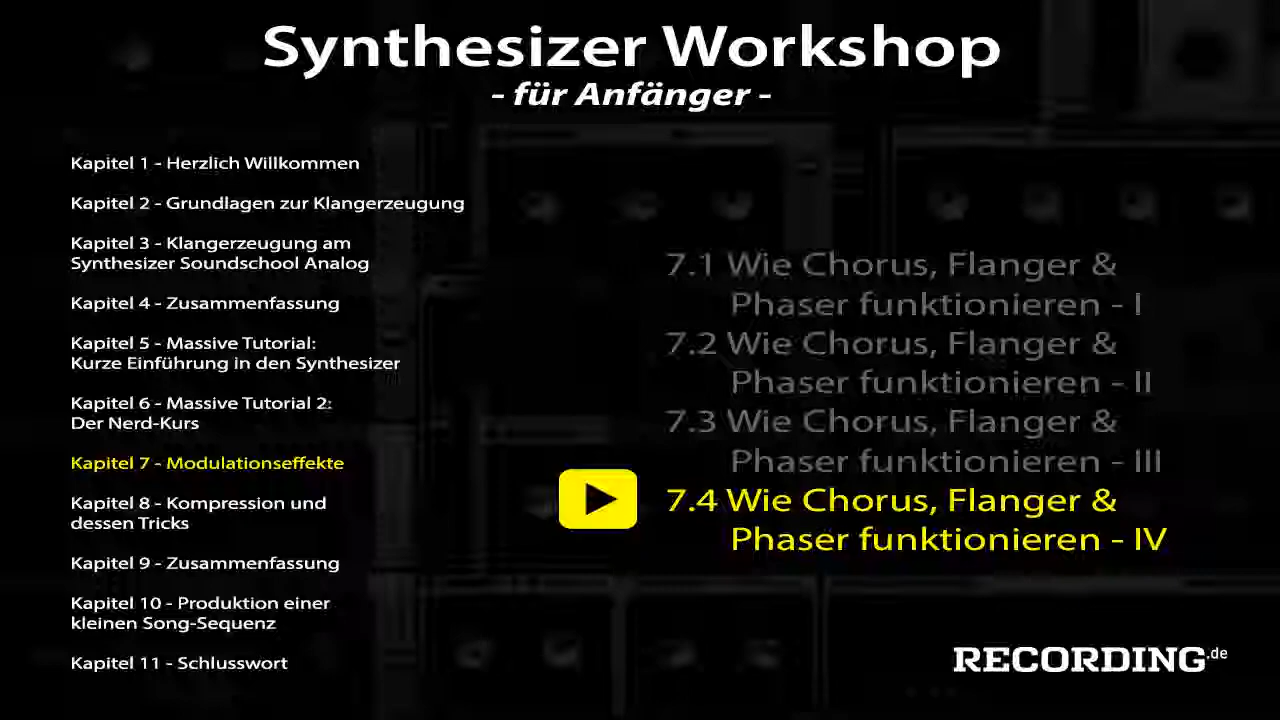 Synthesizer Workshop
- für Anfänger -
Kapitel 1 - Herzlich Willkommen
Kapitel 2 - Grundlagen zur Klangerzeugung
Kapitel 3 - Klangerzeugung am
Synthesizer Soundschool Analog
Kapitel 4 - Zusammenfassung
Kapitel 5 - Massive Tutorial:
Kurze Einführung in den Synthesizer
Kapitel 6 - Massive Tutorial 2:
Der Nerd-Kurs
Kapitel 7 - Modulationseffekte
Kapitel 8 - Kompression und
dessen Tricks
Kapitel 9 - Zusammenfassung
Kapitel 10 - Produktion einer
kleinen Song-Sequenz
Kapitel 11 - Schlusswort
7.1 Wie Chorus, Flanger &
Phaser funktionieren - I
7.2 Wie Chorus, Flanger &
Phaser funktionieren - II
7.3 Wie Chorus, Flanger &
Phaser funktionieren - III
7.4 Wie Chorus, Flanger &
Phaser funktionieren - IV
RECORDING.de